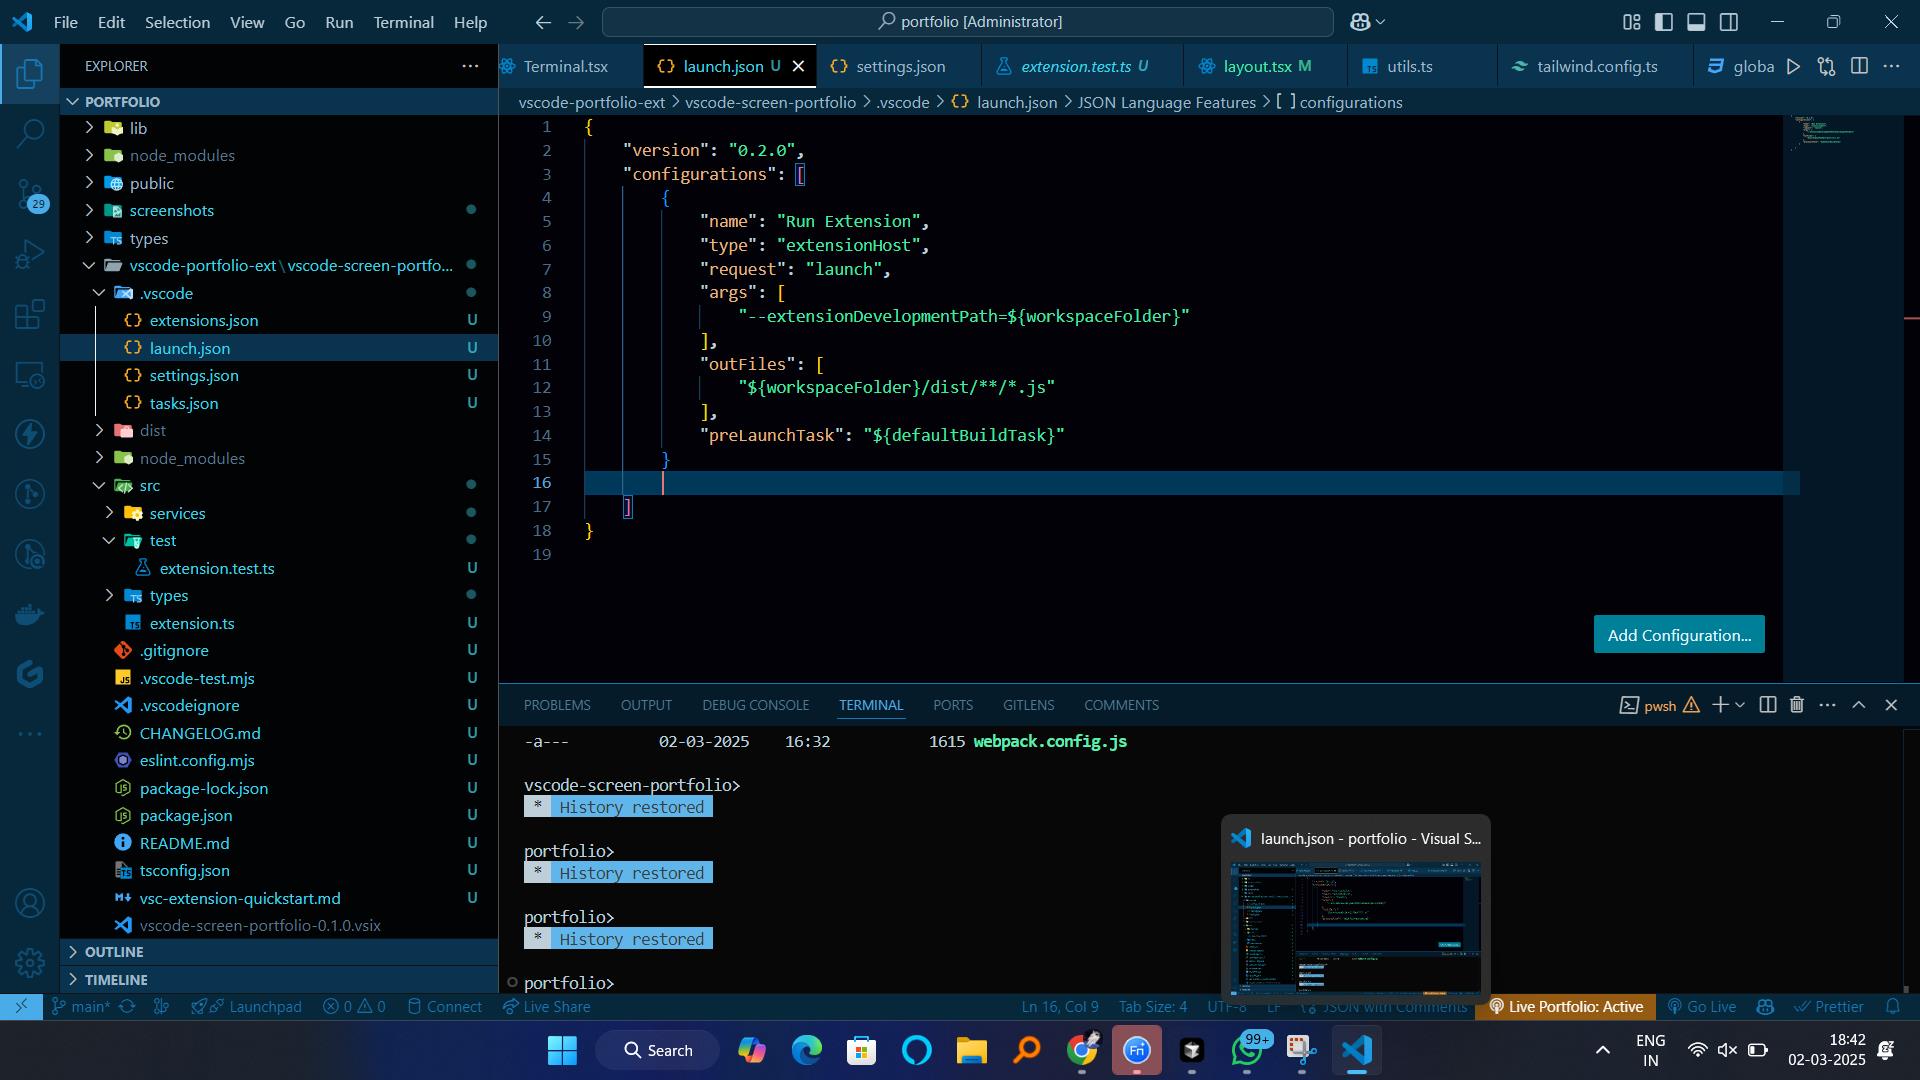 File Edit Selection View Go Run Terminal Help
portfolio [Administrator]
EXPLORER
PORTFOLIO
lib
node_modules
public
screenshots
types
vscode-portfolio-ext\vscode-screen-portfo...
.vscode
extensions.json U
launch.json U
settings.json U
tasks.json U
dist
node_modules
src
services
test
extension.test.ts U
types
extension.ts U
.gitignore U
.vscode-test.mjs U
.vscodeignore U
CHANGELOG.md U
eslint.config.mjs U
package-lock.json U
package.json U
README.md U
tsconfig.json U
vsc-extension-quickstart.md U
vscode-screen-portfolio-0.1.0.vsix
OUTLINE
TIMELINE
29
Terminal.tsx launch.json U settings.json extension.test.ts U layout.tsx M utils.ts tailwind.config.ts globa
vscode-portfolio-ext > vscode-screen-portfolio > .vscode > launch.json > JSON Language Features > [ ] configurations
1 {
2 "version": "0.2.0",
3 "configurations": [
4 {
5 "name": "Run Extension",
6 "type": "extensionHost",
7 "request": "launch",
8 "args": [
9 "--extensionDevelopmentPath=${workspaceFolder}"
10 ],
11 "outFiles": [
12 "${workspaceFolder}/dist/**/*.js"
13 ],
14 "preLaunchTask": "${defaultBuildTask}"
15 }
16
17 ]
18 }
19
Add Configuration...
PROBLEMS OUTPUT DEBUG CONSOLE TERMINAL PORTS GITLENS COMMENTS
pwsh
-a--- 02-03-2025 16:32 1615 webpack.config.js
vscode-screen-portfolio>
* History restored
portfolio>
* History restored
portfolio>
* History restored
portfolio>
launch.json - portfolio - Visual S...
main* Launchpad 0 0 Connect Live Share
Ln 16, Col 9 Tab Size: 4 UTF-8 LF JSON with Comments Live Portfolio: Active Go Live Prettier
Search
Fn
99+
ENG
IN
18:42
02-03-2025